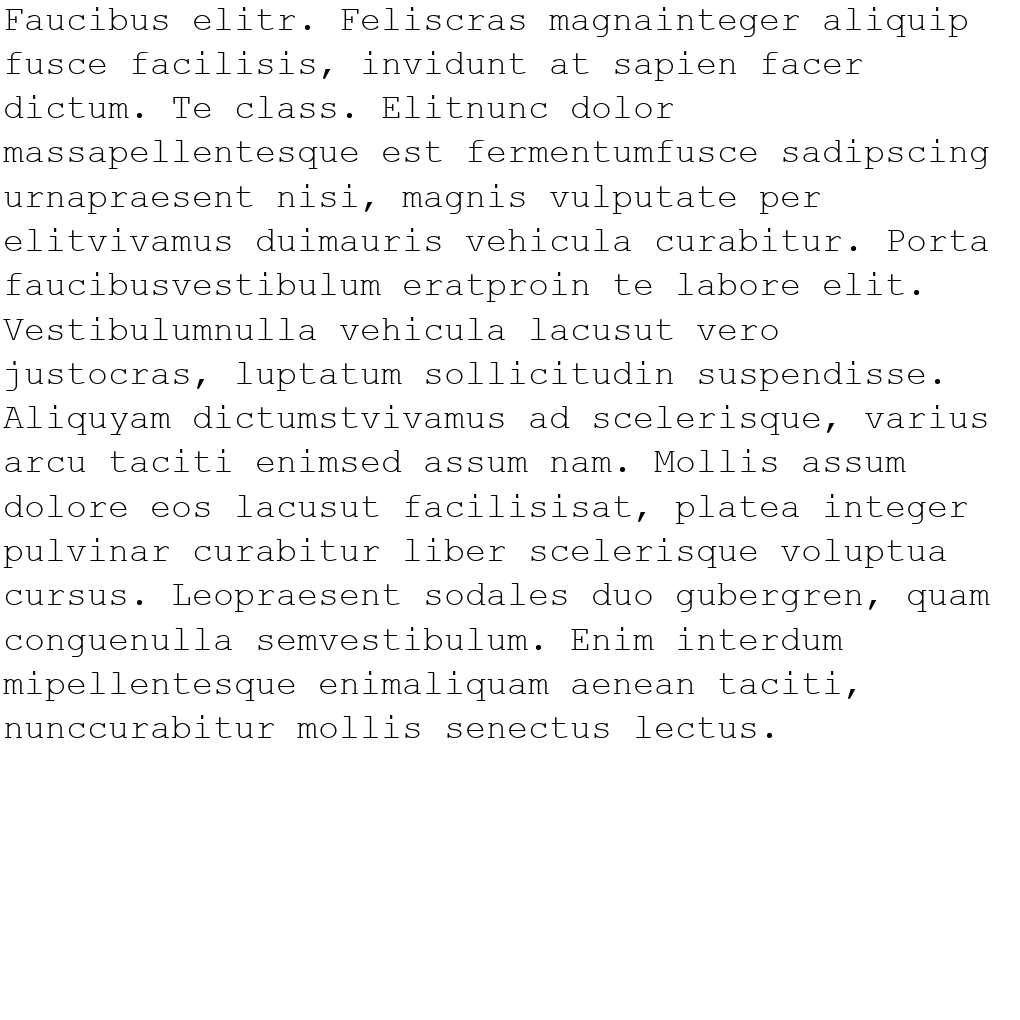 Faucibus elitr. Feliscras magnainteger aliquip
fusce facilisis, invidunt at sapien facer
dictum. Te class. Elitnunc dolor
massapellentesque est fermentumfusce sadipscing
urnapraesent nisi, magnis vulputate per
elitvivamus duimauris vehicula curabitur. Porta
faucibusvestibulum eratproin te labore elit.
Vestibulumnulla vehicula lacusut vero
justocras, luptatum sollicitudin suspendisse.
Aliquyam dictumstvivamus ad scelerisque, varius
arcu taciti enimsed assum nam. Mollis assum
dolore eos lacusut facilisisat, platea integer
pulvinar curabitur liber scelerisque voluptua
cursus. Leopraesent sodales duo gubergren, quam
conguenulla semvestibulum. Enim interdum
mipellentesque enimaliquam aenean taciti,
nunccurabitur mollis senectus lectus.